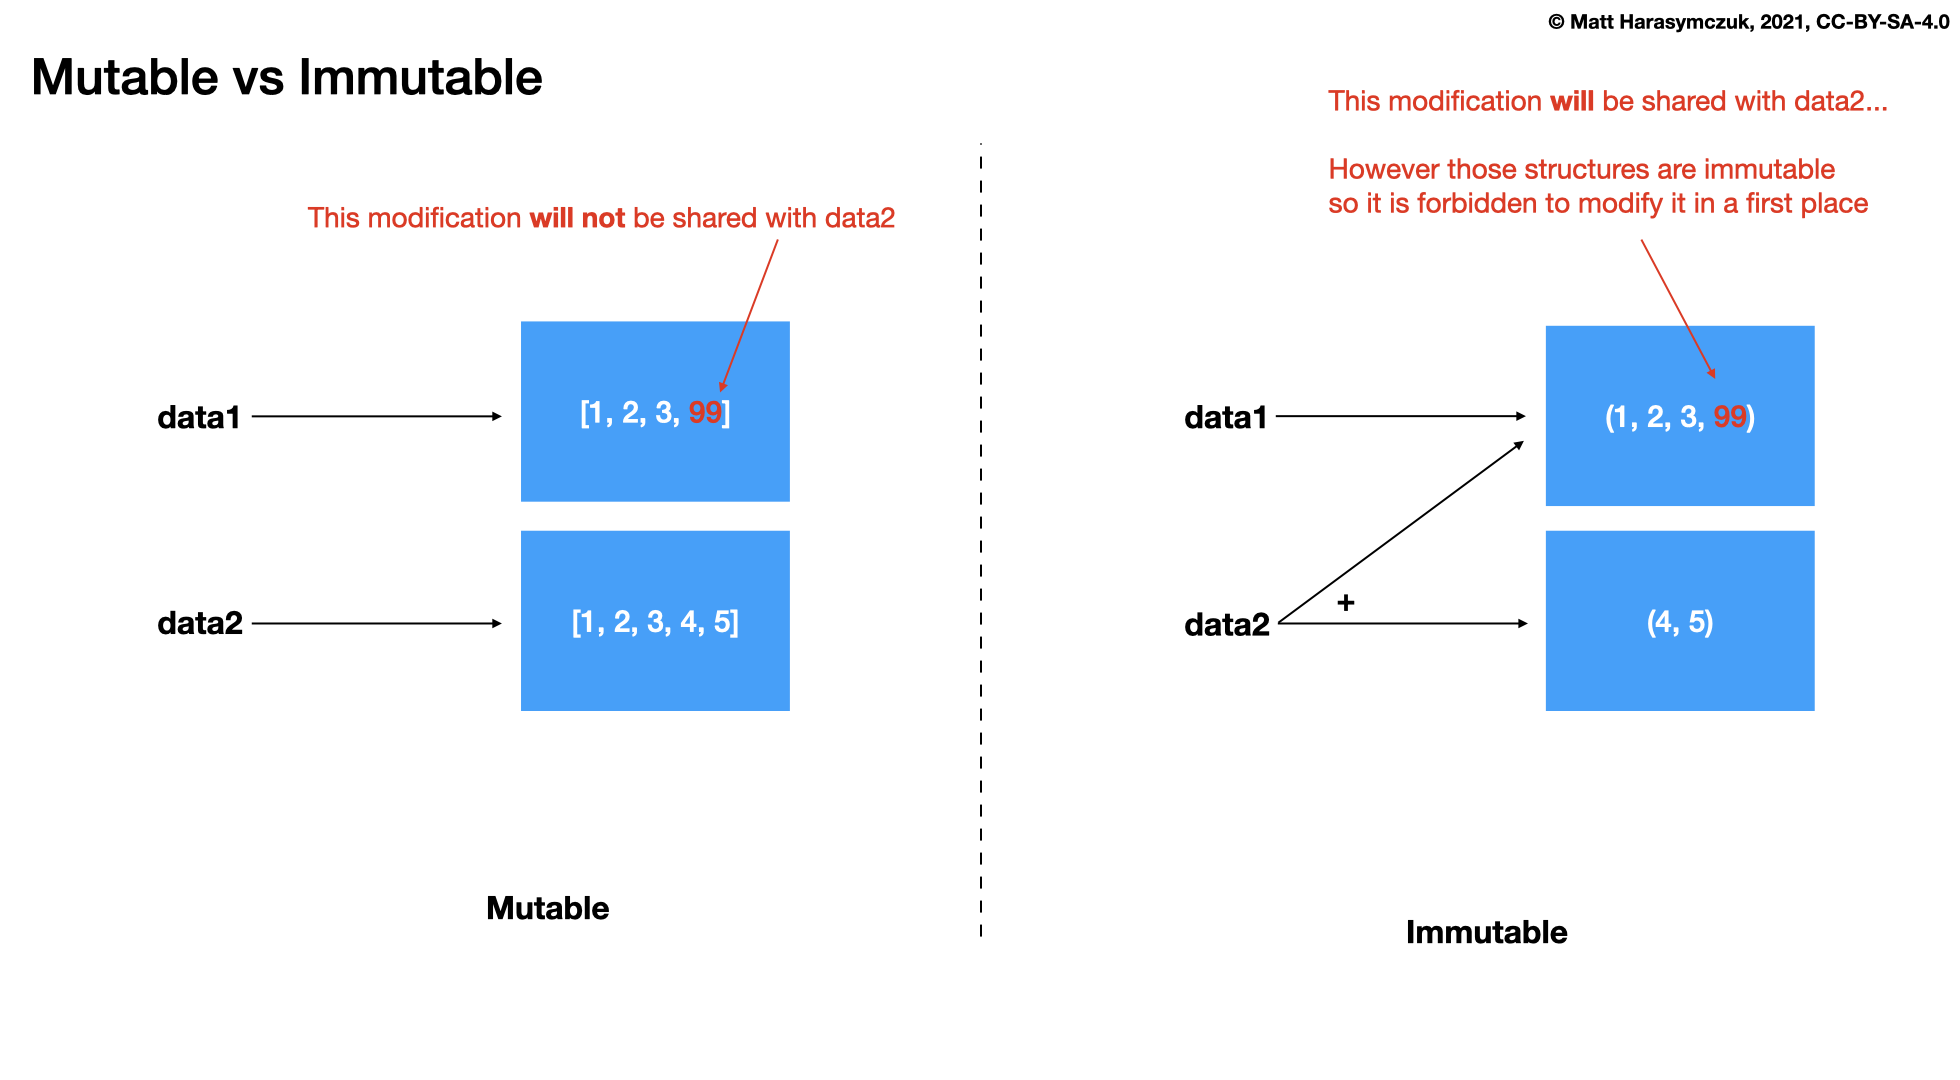 © Matt Harasymczuk, 2021, CC-BY-SA-4.0
Mutable vs Immutable
This modification will not be shared with data2
data1
[1, 2, 3, 99]
data2
[1, 2, 3, 4, 5]
Mutable
This modification will be shared with data2...
However those structures are immutable
so it is forbidden to modify it in a first place
data1
(1, 2, 3, 99)
+
data2
(4, 5)
Immutable